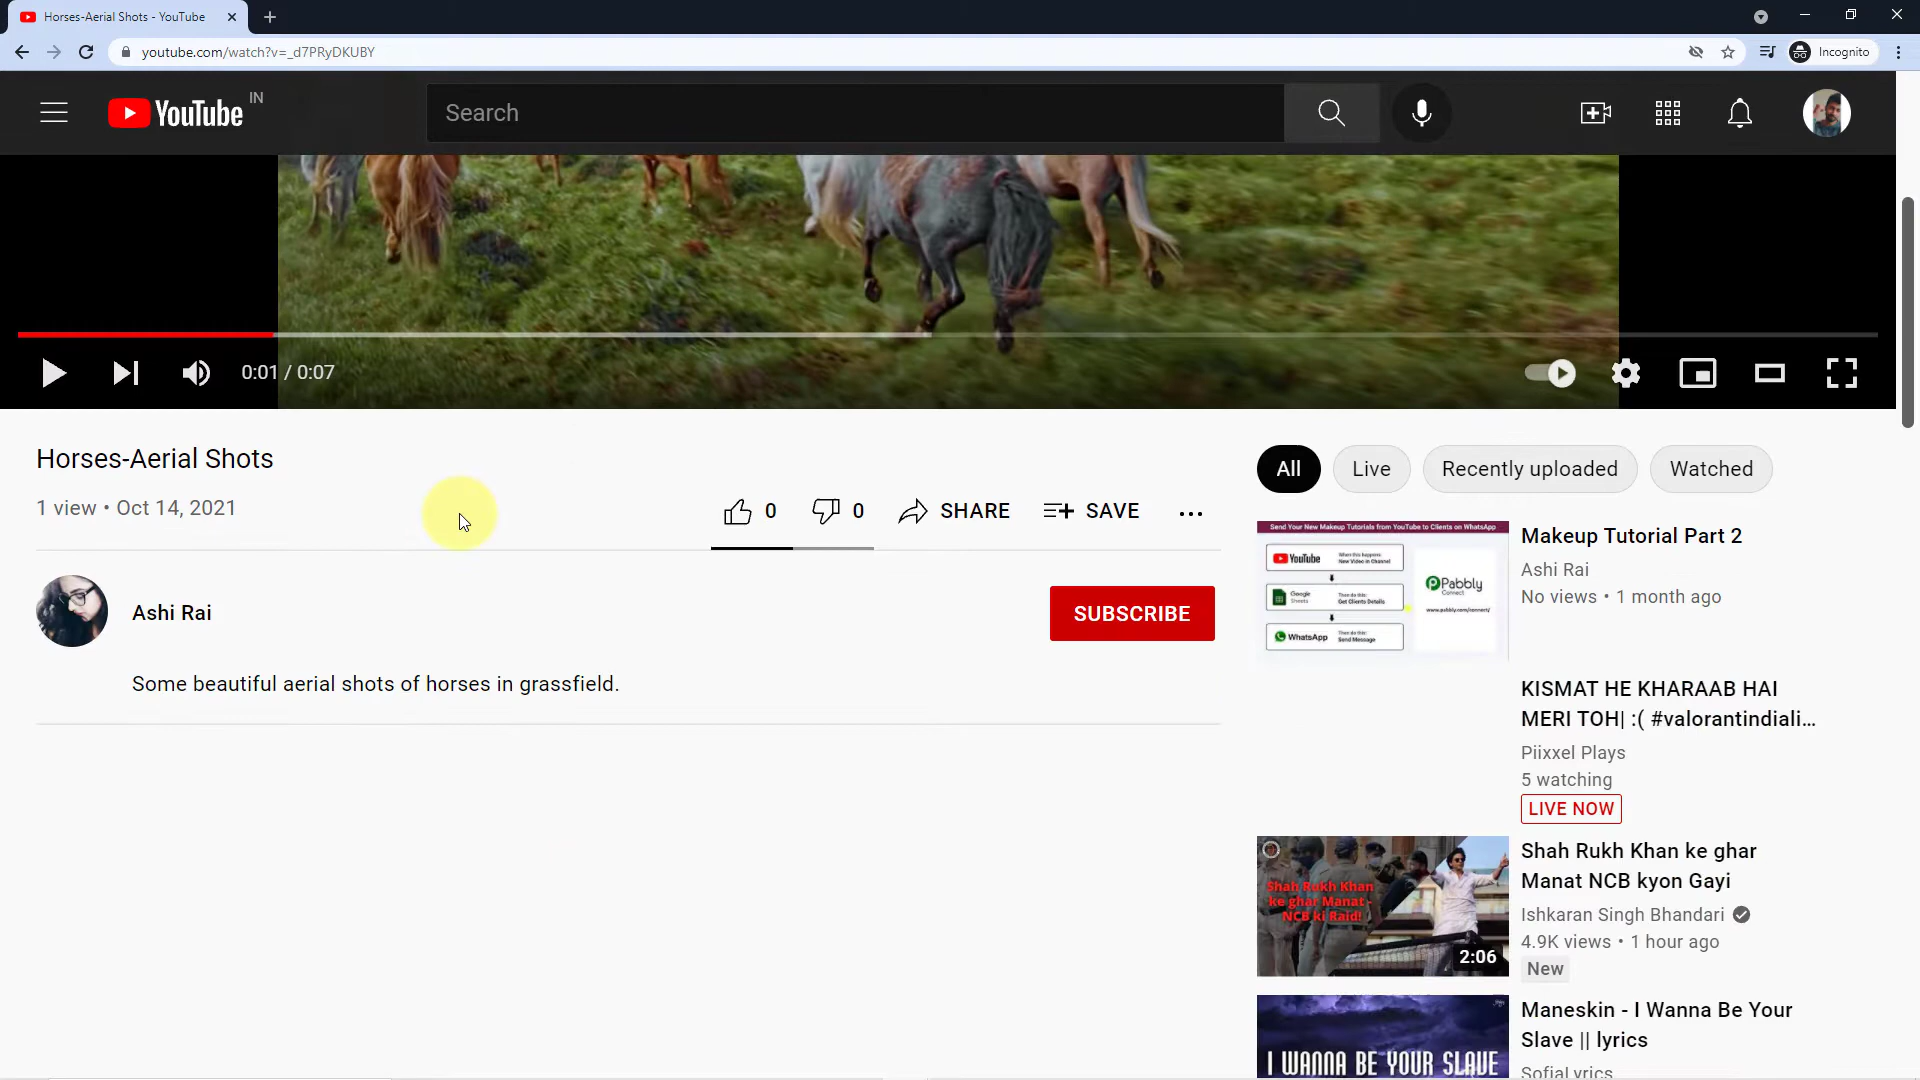 Horses-Aerial Shots - YouTube
youtube.com/watch?v=_d7PRyDKUBY
Incognito
YouTube IN
Search
0:01 / 0:07
Horses-Aerial Shots
1 view • Oct 14, 2021
0
0
SHARE
SAVE
Ashi Rai
SUBSCRIBE
Some beautiful aerial shots of horses in grassfield.
All
Live
Recently uploaded
Watched
Send Your New Makeup Tutorials from YouTube to Clients on WhatsApp
YouTube
When this happens:
New Video in Channel
Google Sheets
Then do this:
Get Clients Details
WhatsApp
Then do this:
Send Message
Pabbly
Connect
www.pabbly.com/connect/
Makeup Tutorial Part 2
Ashi Rai
No views • 1 month ago
KISMAT HE KHARAAB HAI
MERI TOH| :( #valorantindiali...
Piixxel Plays
5 watching
LIVE NOW
Shah Rukh Khan
ke ghar Manat -
NCB ki Raid!
2:06
Shah Rukh Khan ke ghar
Manat NCB kyon Gayi
Ishkaran Singh Bhandari
4.9K views • 1 hour ago
New
I WANNA BE YOUR SLAVE
Maneskin - I Wanna Be Your
Slave || lyrics
Sofial yrics